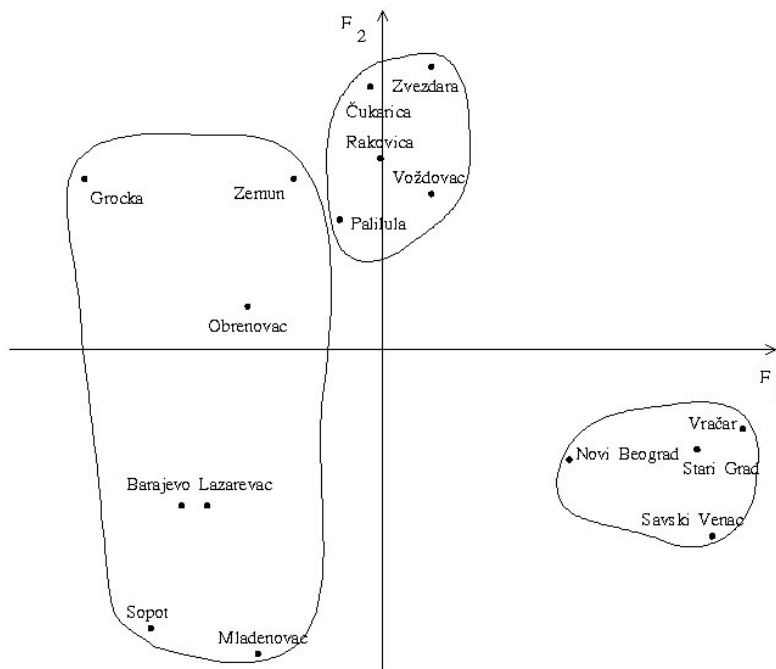 F 2
Zvezdara
Čukarica
Rakovica
Voždovac
Grocka
Zemun
Palilula
Obrenovac
F
Vračar
Novi Beograd
Stari Grad
Barajevo Lazarevac
Savski Venac
Sopot
Mladenovac